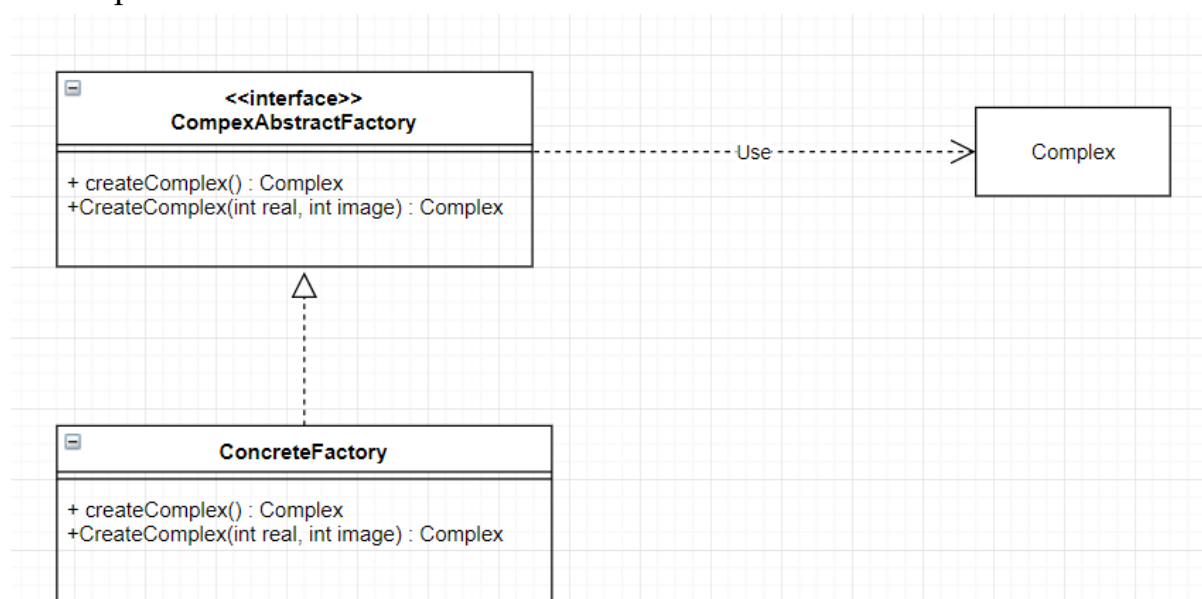 <<interface>>
CompexAbstractFactory
+ createComplex() : Complex
+CreateComplex(int real, int image) : Complex
Use
Complex
ConcreteFactory
+ createComplex() : Complex
+CreateComplex(int real, int image) : Complex